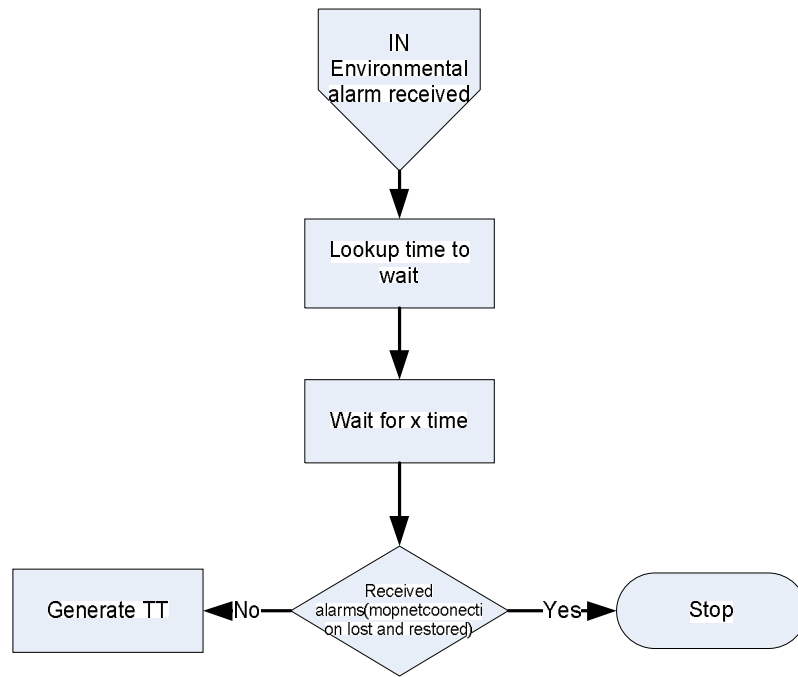 IN
Environmental
alarm received
Lookup time to
wait
Wait for x time
Received
alarms(mopnetcoonecti
on lost and restored)
No
Yes
Generate TT
Stop